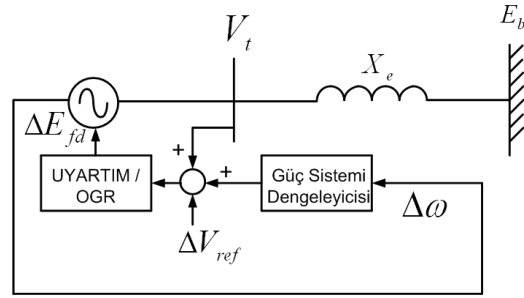 E_b
V_t
X_e
ΔE_fd
+
UYARTIM /
OGR
+
Güç Sistemi
Dengeleyicisi
Δω
ΔV_ref